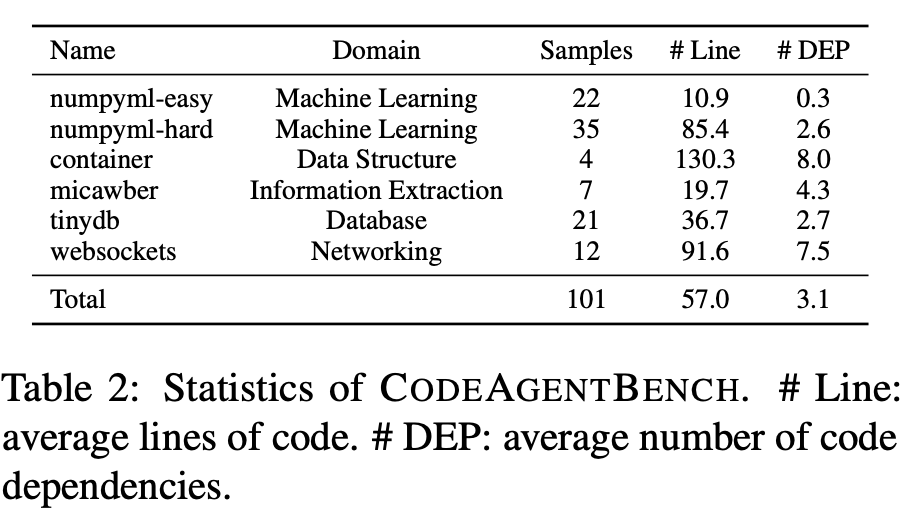 Name Domain Samples # Line # DEP
numpyml-easy Machine Learning 22 10.9 0.3
numpyml-hard Machine Learning 35 85.4 2.6
container Data Structure 4 130.3 8.0
micawber Information Extraction 7 19.7 4.3
tinydb Database 21 36.7 2.7
websockets Networking 12 91.6 7.5
Total 101 57.0 3.1
Table 2: Statistics of CODEAGENTBENCH. # Line:
average lines of code. # DEP: average number of code
dependencies.